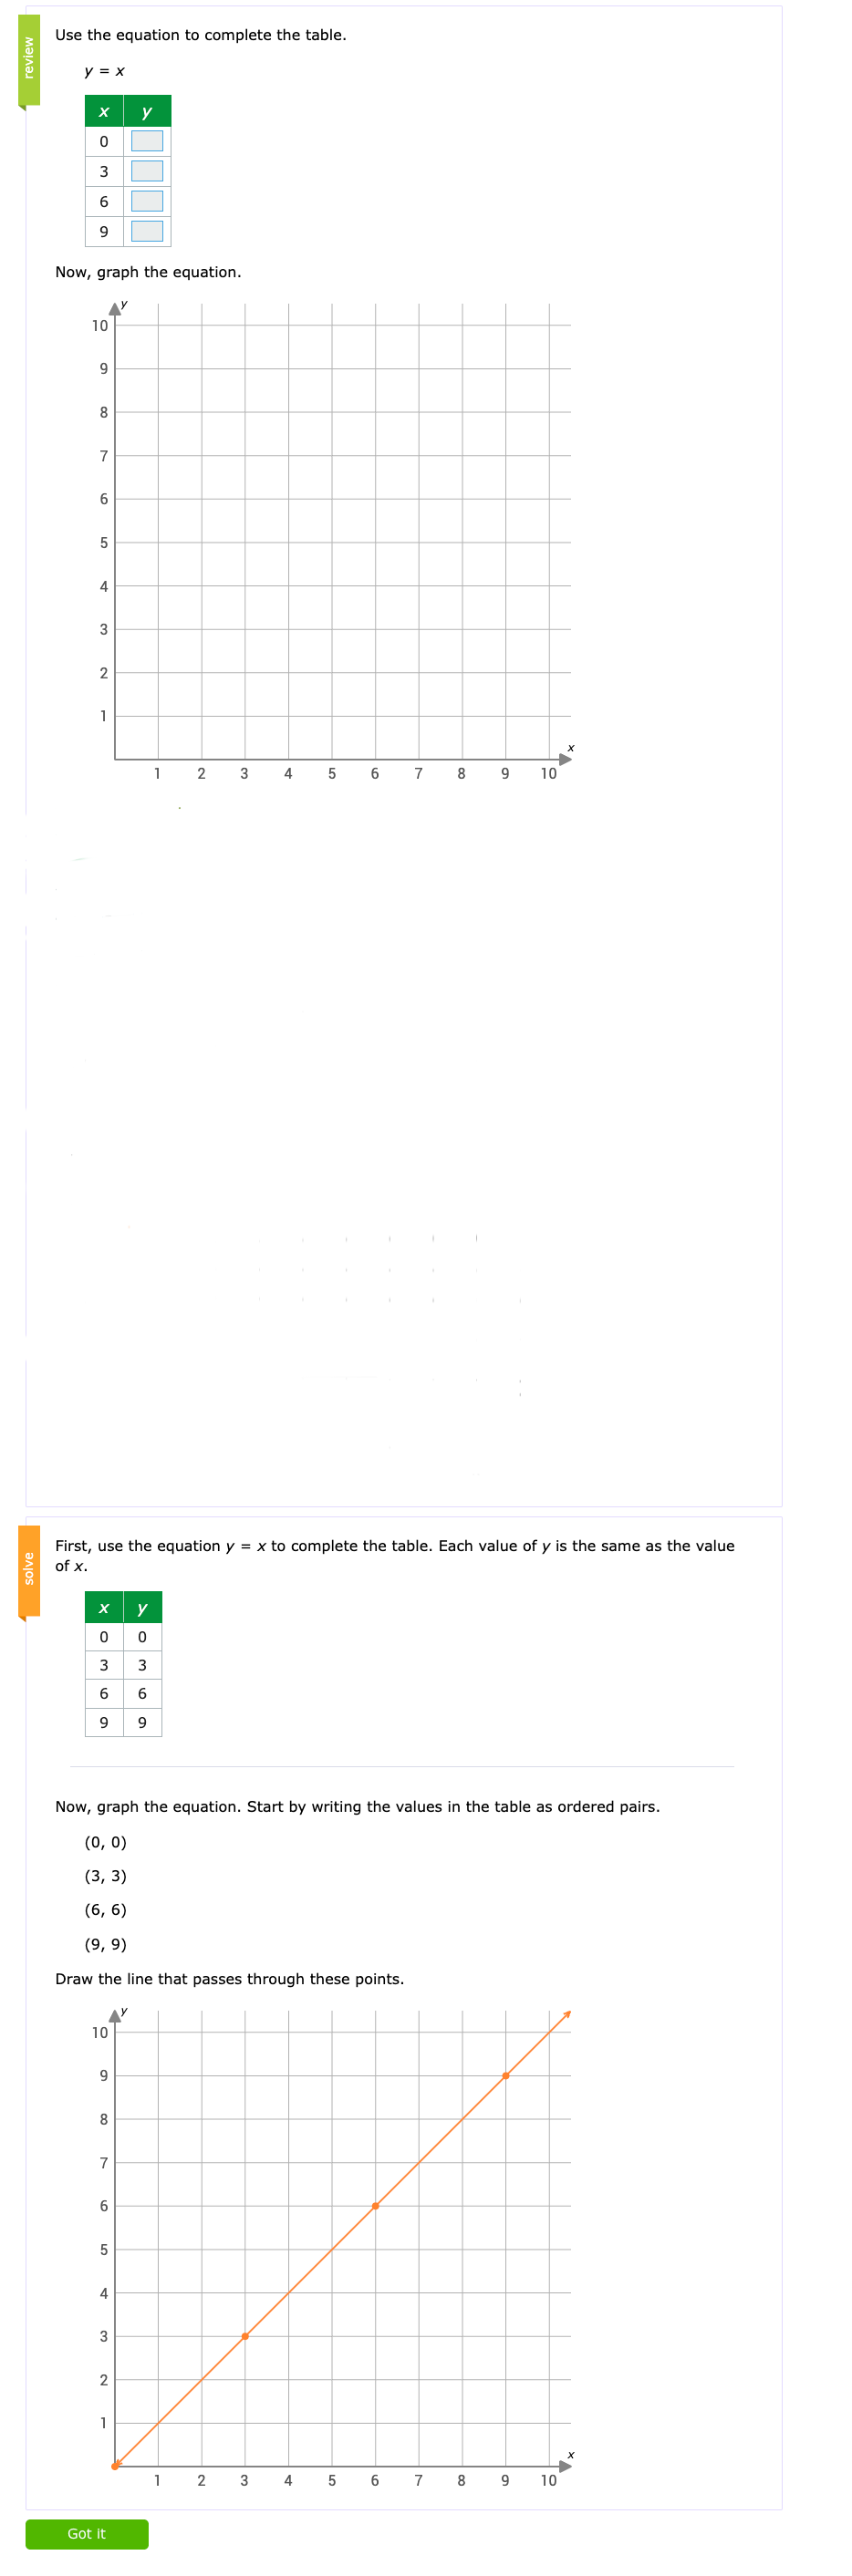 review
Use the equation to complete the table.
y = x
x y
0
3
6
9
Now, graph the equation.
y
10
9
8
7
6
5
4
3
2
1
x
1 2 3 4 5 6 7 8 9 10
solve
First, use the equation y = x to complete the table. Each value of y is the same as the value
of x.
x y
0 0
3 3
6 6
9 9
Now, graph the equation. Start by writing the values in the table as ordered pairs.
(0, 0)
(3, 3)
(6, 6)
(9, 9)
Draw the line that passes through these points.
y
10
9
8
7
6
5
4
3
2
1
x
1 2 3 4 5 6 7 8 9 10
Got it